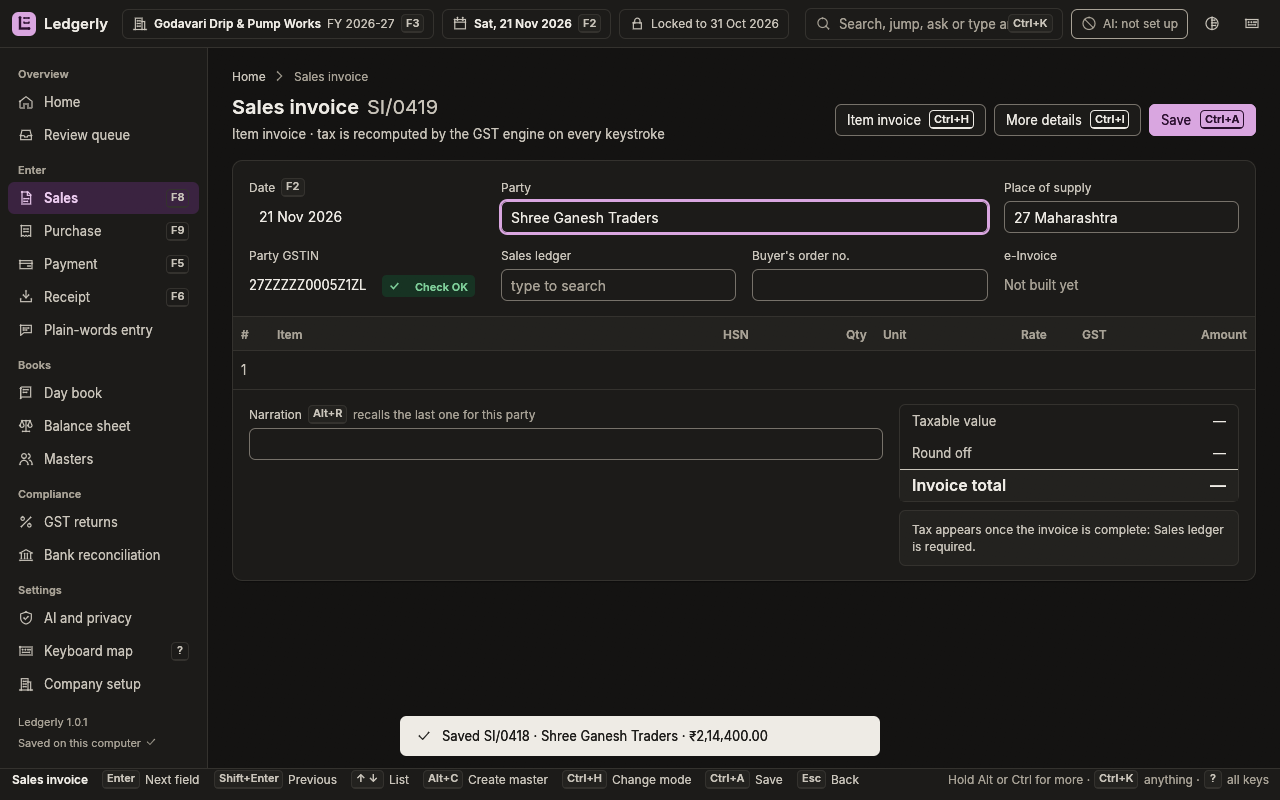 Ledgerly
Godavari Drip & Pump Works FY 2026-27 F3
Sat, 21 Nov 2026 F2
Locked to 31 Oct 2026
Search, jump, ask or type a Ctrl+K
AI: not set up
Overview
Home
Review queue
Enter
Sales F8
Purchase F9
Payment F5
Receipt F6
Plain-words entry
Books
Day book
Balance sheet
Masters
Compliance
GST returns
Bank reconciliation
Settings
AI and privacy
Keyboard map ?
Company setup
Ledgerly 1.0.1
Saved on this computer
Home Sales invoice
Sales invoice SI/0419
Item invoice · tax is recomputed by the GST engine on every keystroke
Item invoice Ctrl+H
More details Ctrl+I
Save Ctrl+A
Date F2
21 Nov 2026
Party
Shree Ganesh Traders
Place of supply
27 Maharashtra
Party GSTIN
27ZZZZZ0005Z1ZL Check OK
Sales ledger
type to search
Buyer's order no.
e-Invoice
Not built yet
# Item HSN Qty Unit Rate GST Amount
1
Narration Alt+R recalls the last one for this party
Taxable value —
Round off —
Invoice total —
Tax appears once the invoice is complete: Sales ledger
is required.
Saved SI/0418 · Shree Ganesh Traders · ₹2,14,400.00
Sales invoice Enter Next field Shift+Enter Previous ↑ ↓ List Alt+C Create master Ctrl+H Change mode Ctrl+A Save Esc Back Hold Alt or Ctrl for more · Ctrl+K anything · ? all keys